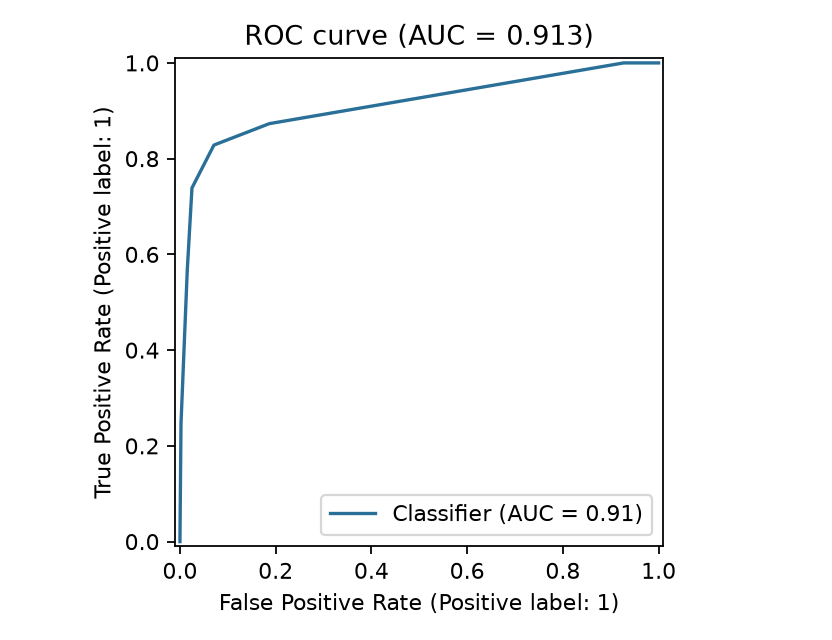 ROC curve (AUC = 0.913)
True Positive Rate (Positive label: 1)
1.0
0.8
0.6
0.4
0.2
0.0
Classifier (AUC = 0.91)
0.0 0.2 0.4 0.6 0.8 1.0
False Positive Rate (Positive label: 1)